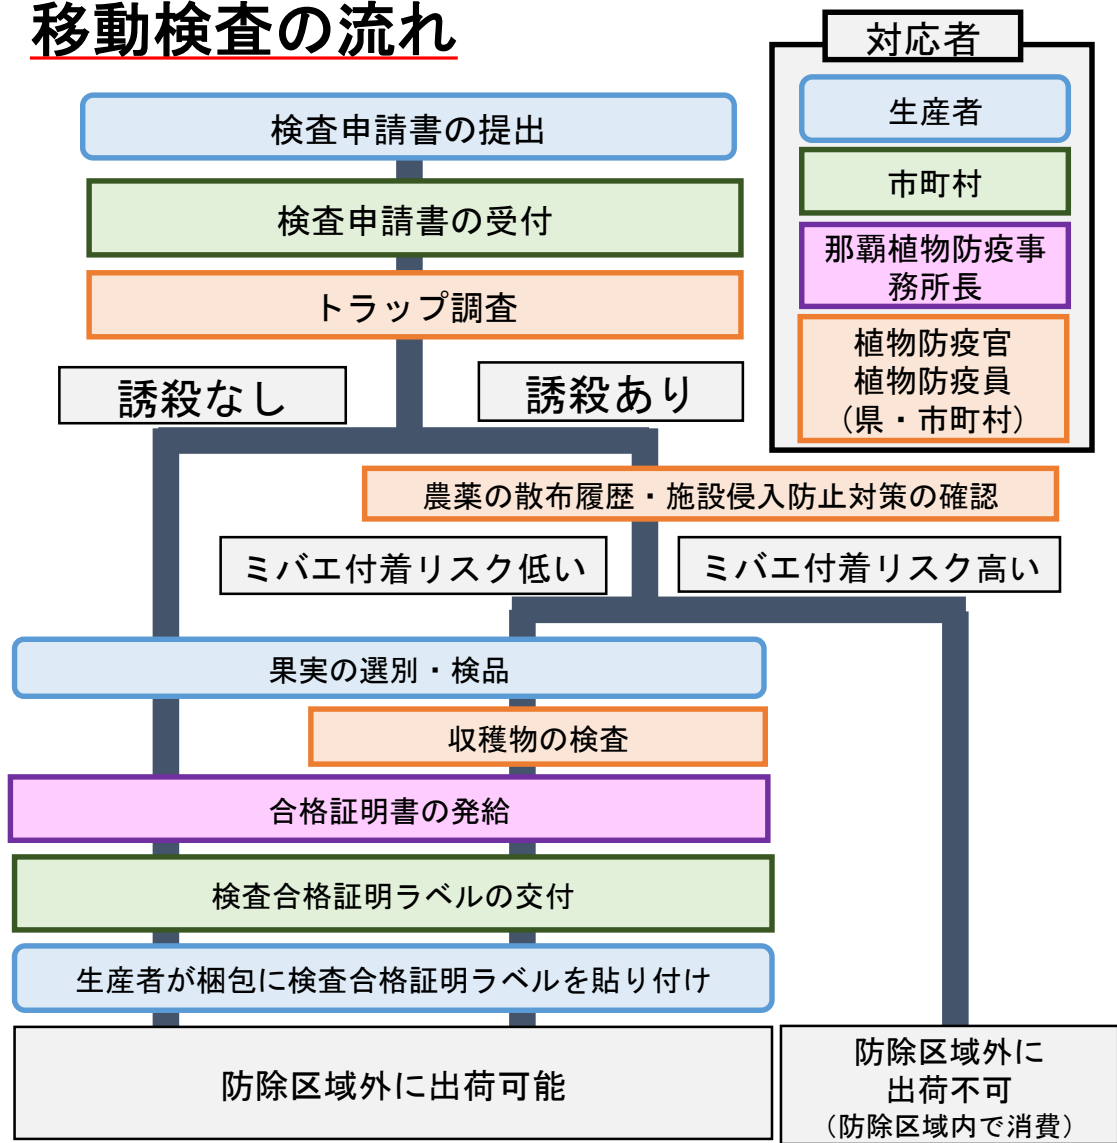 移動検査の流れ
対応者
生産者
市町村
那覇植物防疫事
務所長
植物防疫官
植物防疫員
（県・市町村）
検査申請書の提出
検査申請書の受付
トラップ調査
誘殺なし
誘殺あり
農薬の散布履歴・施設侵入防止対策の確認
ミバエ付着リスク低い
ミバエ付着リスク高い
果実の選別・検品
収穫物の検査
合格証明書の発給
検査合格証明ラベルの交付
生産者が梱包に検査合格証明ラベルを貼り付け
防除区域外に出荷可能
防除区域外に
出荷不可
（防除区域内で消費）